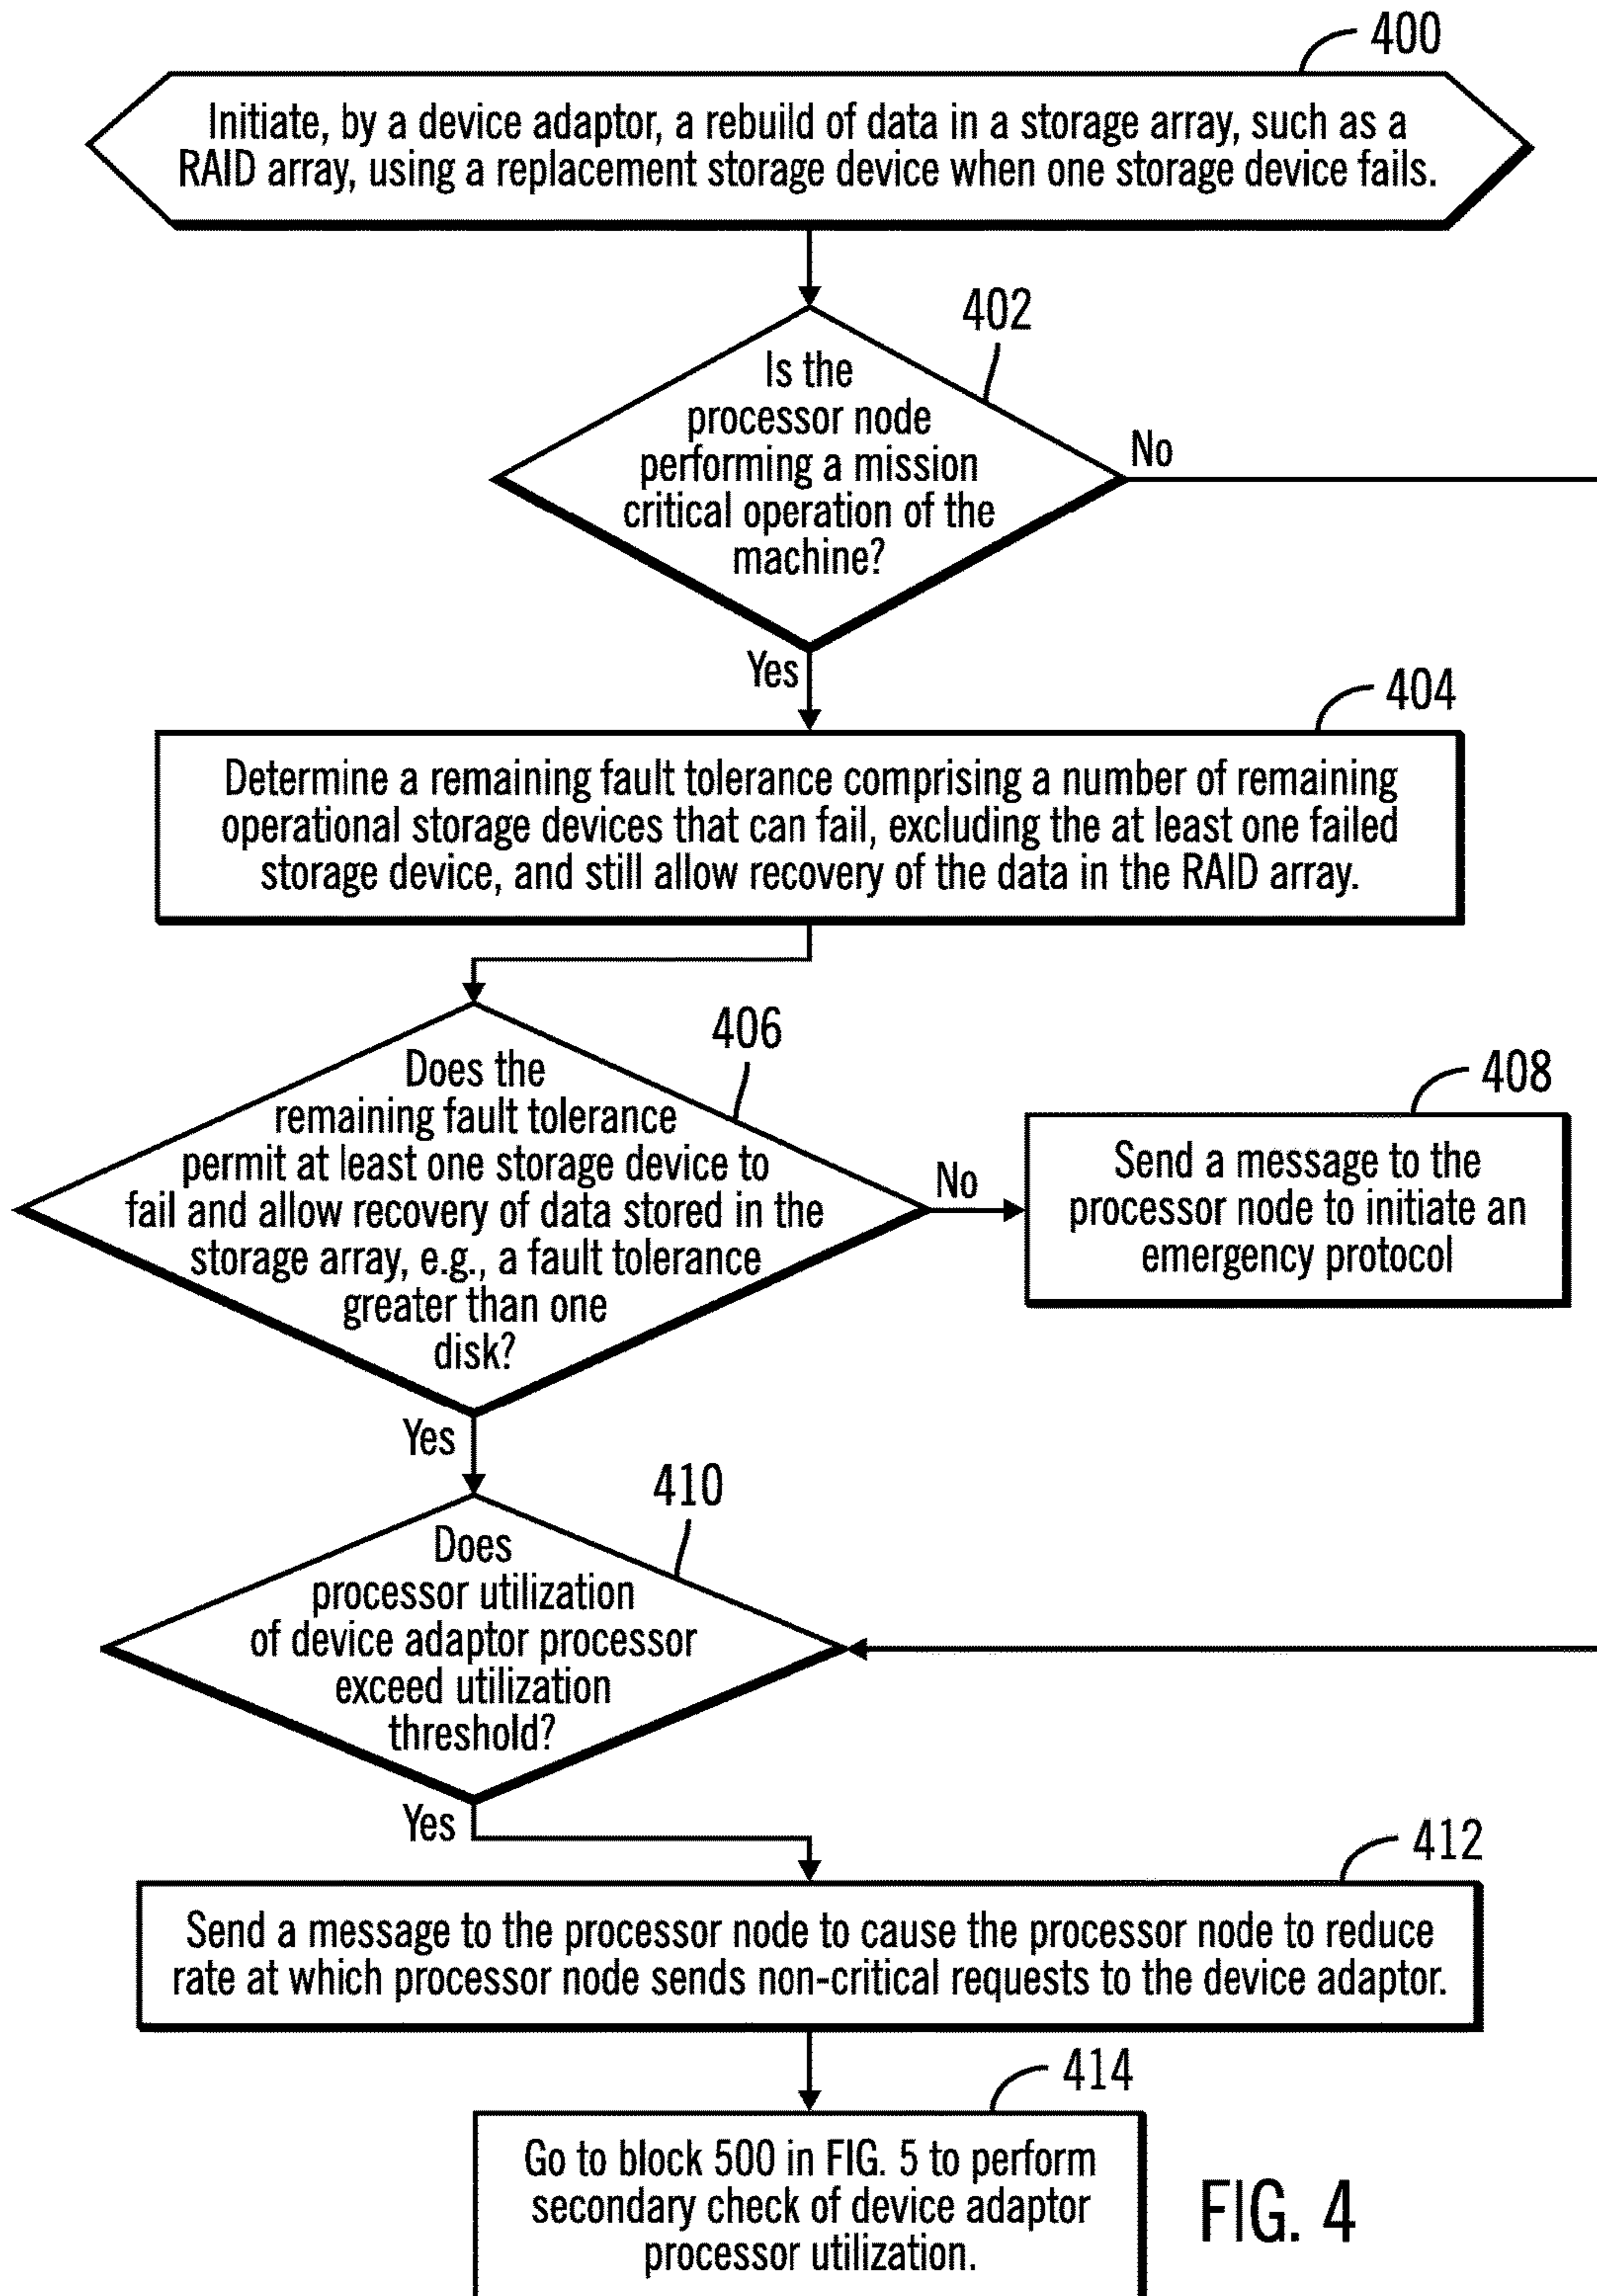 400
Initiate, by a device adaptor, a rebuild of data in a storage array, such as a
RAID array, using a replacement storage device when one storage device fails.
402
Is the
processor node
performing a mission
critical operation of the
machine?
No
Yes
404
Determine a remaining fault tolerance comprising a number of remaining
operational storage devices that can fail, excluding the at least one failed
storage device, and still allow recovery of the data in the RAID array.
406
Does the
remaining fault tolerance
permit at least one storage device to
fail and allow recovery of data stored in the
storage array, e.g., a fault tolerance
greater than one
disk?
No
408
Send a message to the
processor node to initiate an
emergency protocol
Yes
410
Does
processor utilization
of device adaptor processor
exceed utilization
threshold?
Yes
412
Send a message to the processor node to cause the processor node to reduce
rate at which processor node sends non-critical requests to the device adaptor.
414
Go to block 500 in FIG. 5 to perform
secondary check of device adaptor
processor utilization.
FIG. 4